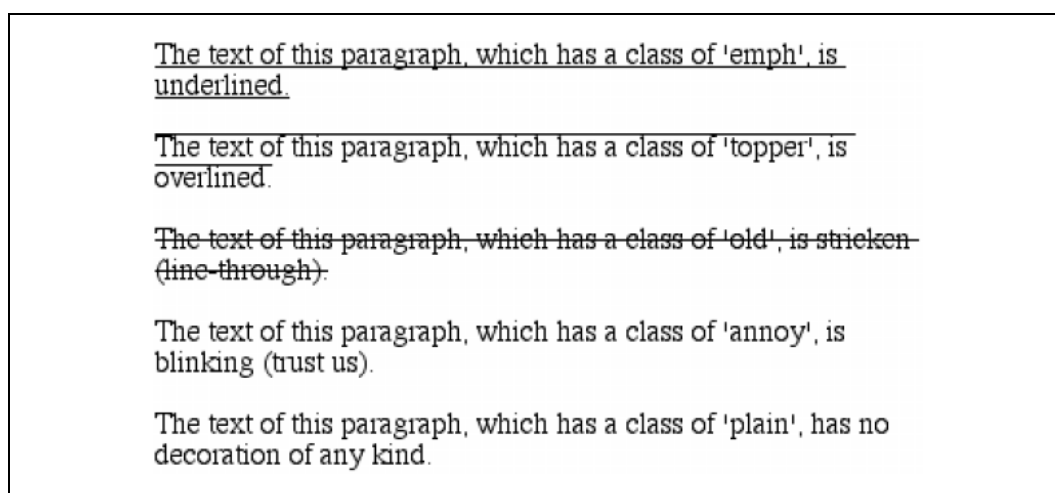 The text of this paragraph, which has a class of 'emph', is
underlined.
The text of this paragraph, which has a class of 'topper', is
overlined.
The text of this paragraph, which has a class of 'old', is stricken
(line-through).
The text of this paragraph, which has a class of 'annoy', is
blinking (trust us).
The text of this paragraph, which has a class of 'plain', has no
decoration of any kind.